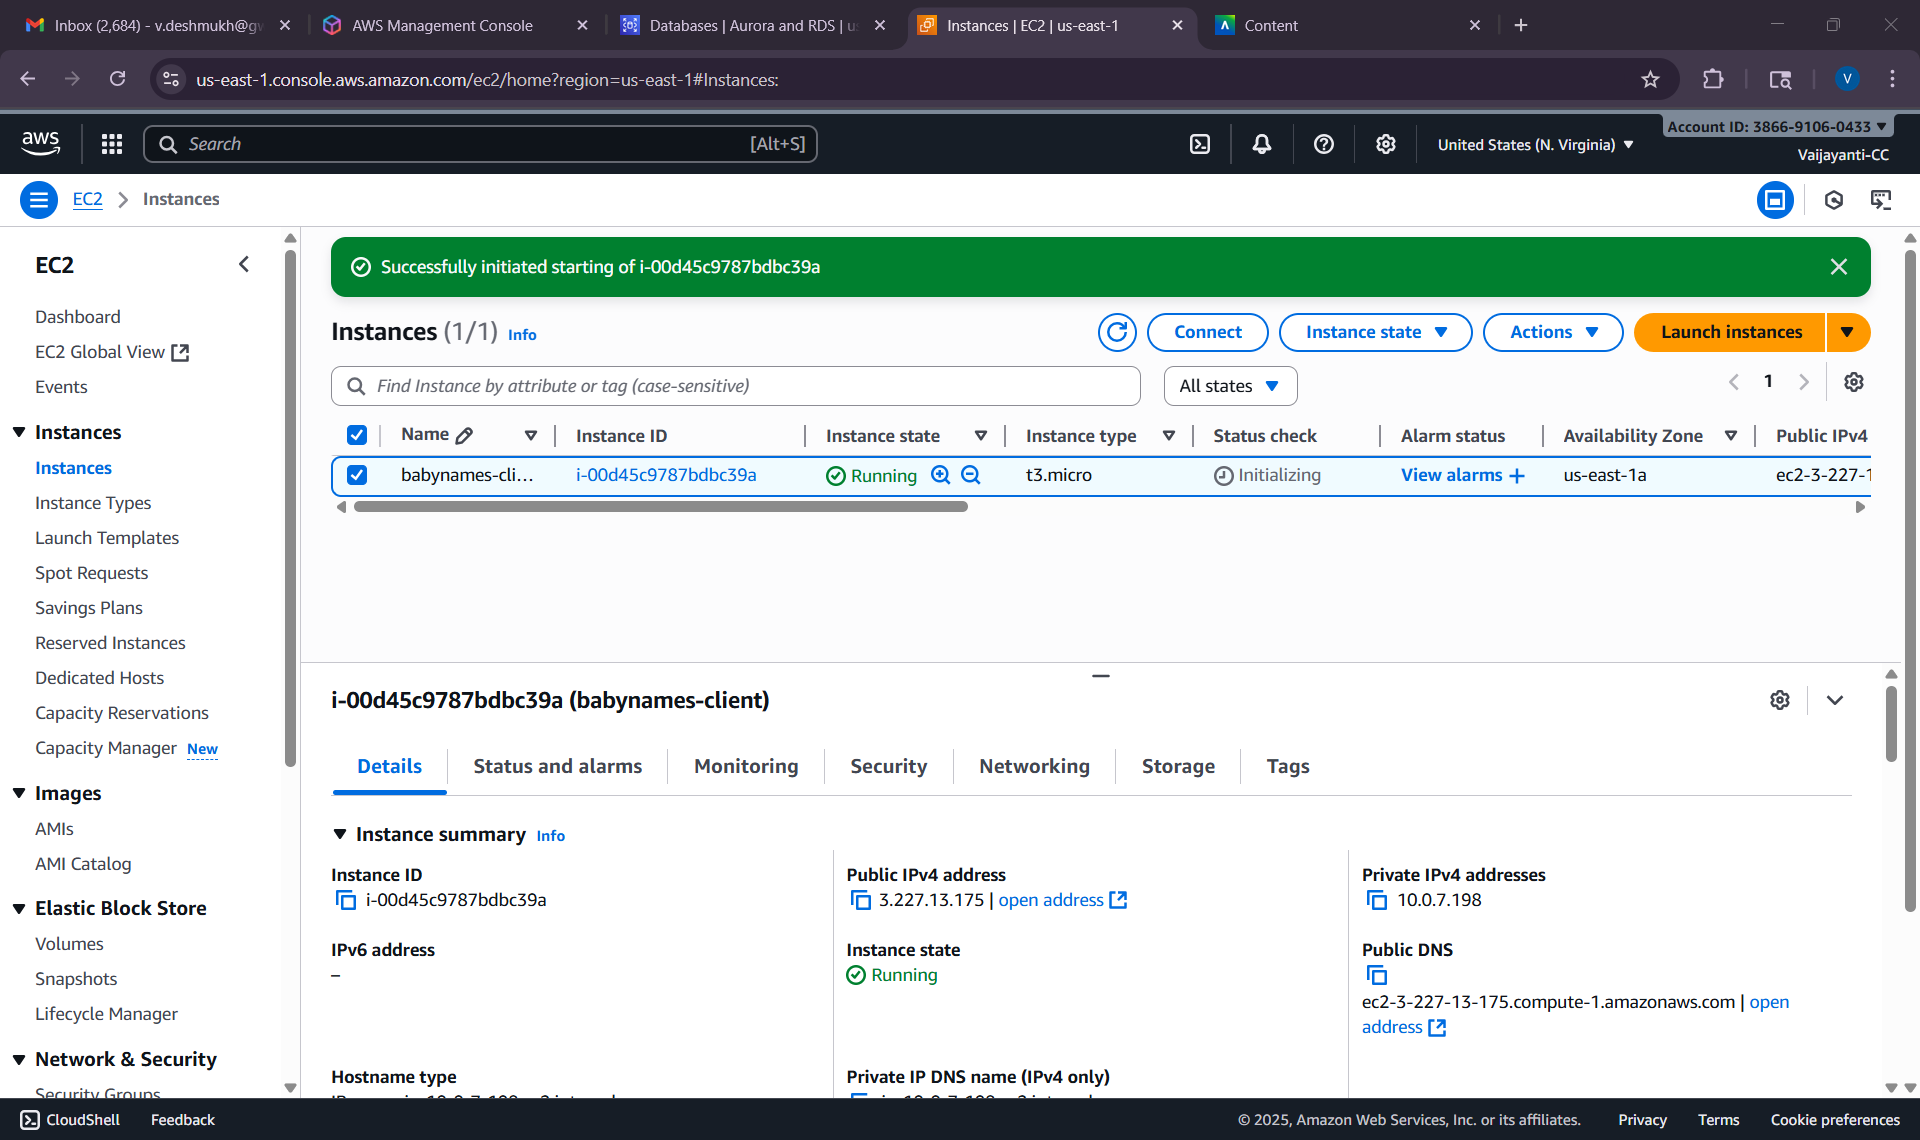 Inbox (2,684) - v.deshmukh@gw
AWS Management Console
Databases | Aurora and RDS | us
Instances | EC2 | us-east-1
Content
us-east-1.console.aws.amazon.com/ec2/home?region=us-east-1#Instances:
V
aws
Search
[Alt+S]
United States (N. Virginia)
Account ID: 3866-9106-0433
Vaijayanti-CC
EC2 > Instances
EC2
Dashboard
EC2 Global View
Events
Instances
Instances
Instance Types
Launch Templates
Spot Requests
Savings Plans
Reserved Instances
Dedicated Hosts
Capacity Reservations
Capacity Manager New
Images
AMIs
AMI Catalog
Elastic Block Store
Volumes
Snapshots
Lifecycle Manager
Network & Security
Security Groups
Successfully initiated starting of i-00d45c9787bdbc39a
Instances (1/1) Info
Connect
Instance state
Actions
Launch instances
Find Instance by attribute or tag (case-sensitive)
All states
1
Name
Instance ID
Instance state
Instance type
Status check
Alarm status
Availability Zone
Public IPv4
babynames-cli...
i-00d45c9787bdbc39a
Running
t3.micro
Initializing
View alarms +
us-east-1a
ec2-3-227-1
i-00d45c9787bdbc39a (babynames-client)
Details
Status and alarms
Monitoring
Security
Networking
Storage
Tags
Instance summary Info
Instance ID
i-00d45c9787bdbc39a
Public IPv4 address
3.227.13.175 | open address
Private IPv4 addresses
10.0.7.198
IPv6 address
–
Instance state
Running
Public DNS
ec2-3-227-13-175.compute-1.amazonaws.com | open
address
Hostname type
Private IP DNS name (IPv4 only)
CloudShell
Feedback
© 2025, Amazon Web Services, Inc. or its affiliates.
Privacy
Terms
Cookie preferences